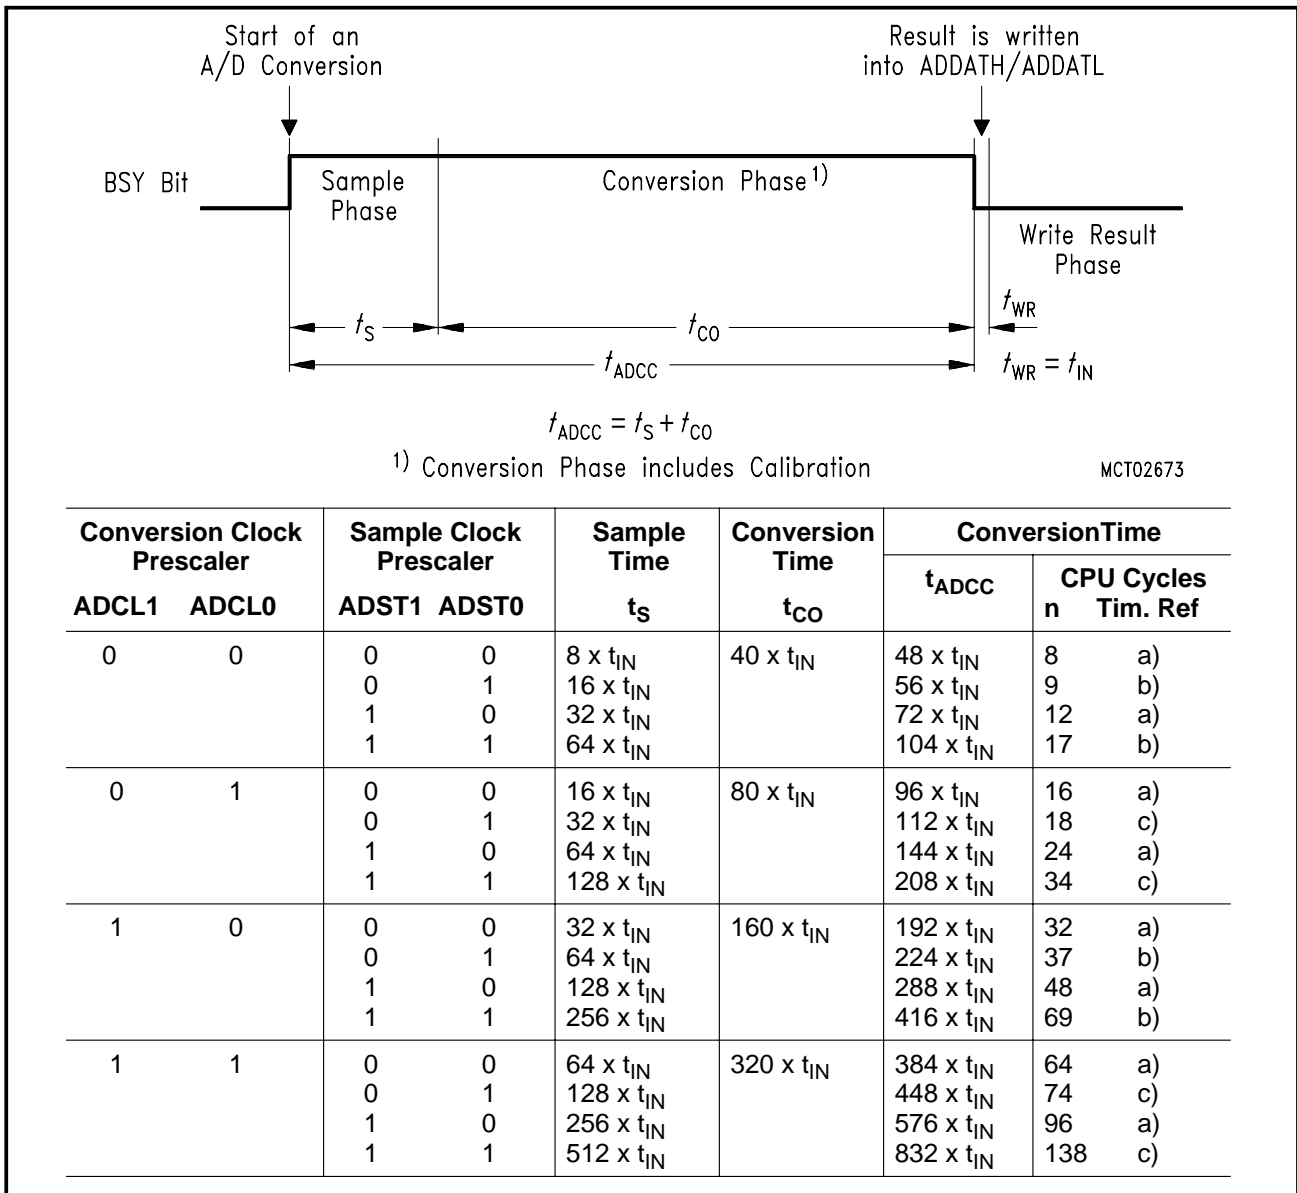 Start of an
A/D Conversion
Result is written
into ADDATH/ADDATL
BSY Bit
Sample
Phase
Conversion Phase 1)
Write Result
Phase
tS
tCO
tWR
tADCC
tWR = tIN
tADCC = tS + tCO
1) Conversion Phase includes Calibration
MCT02673
Conversion Clock Prescaler Sample Clock Prescaler Sample Time Conversion Time ConversionTime
ADCL1 ADCL0 ADST1 ADST0 tS tCO tADCC CPU Cycles
n Tim. Ref
0 0 0 0 8 x tIN 40 x tIN 48 x tIN 8 a)
0 1 16 x tIN 56 x tIN 9 b)
1 0 32 x tIN 72 x tIN 12 a)
1 1 64 x tIN 104 x tIN 17 b)
0 1 0 0 16 x tIN 80 x tIN 96 x tIN 16 a)
0 1 32 x tIN 112 x tIN 18 c)
1 0 64 x tIN 144 x tIN 24 a)
1 1 128 x tIN 208 x tIN 34 c)
1 0 0 0 32 x tIN 160 x tIN 192 x tIN 32 a)
0 1 64 x tIN 224 x tIN 37 b)
1 0 128 x tIN 288 x tIN 48 a)
1 1 256 x tIN 416 x tIN 69 b)
1 1 0 0 64 x tIN 320 x tIN 384 x tIN 64 a)
0 1 128 x tIN 448 x tIN 74 c)
1 0 256 x tIN 576 x tIN 96 a)
1 1 512 x tIN 832 x tIN 138 c)